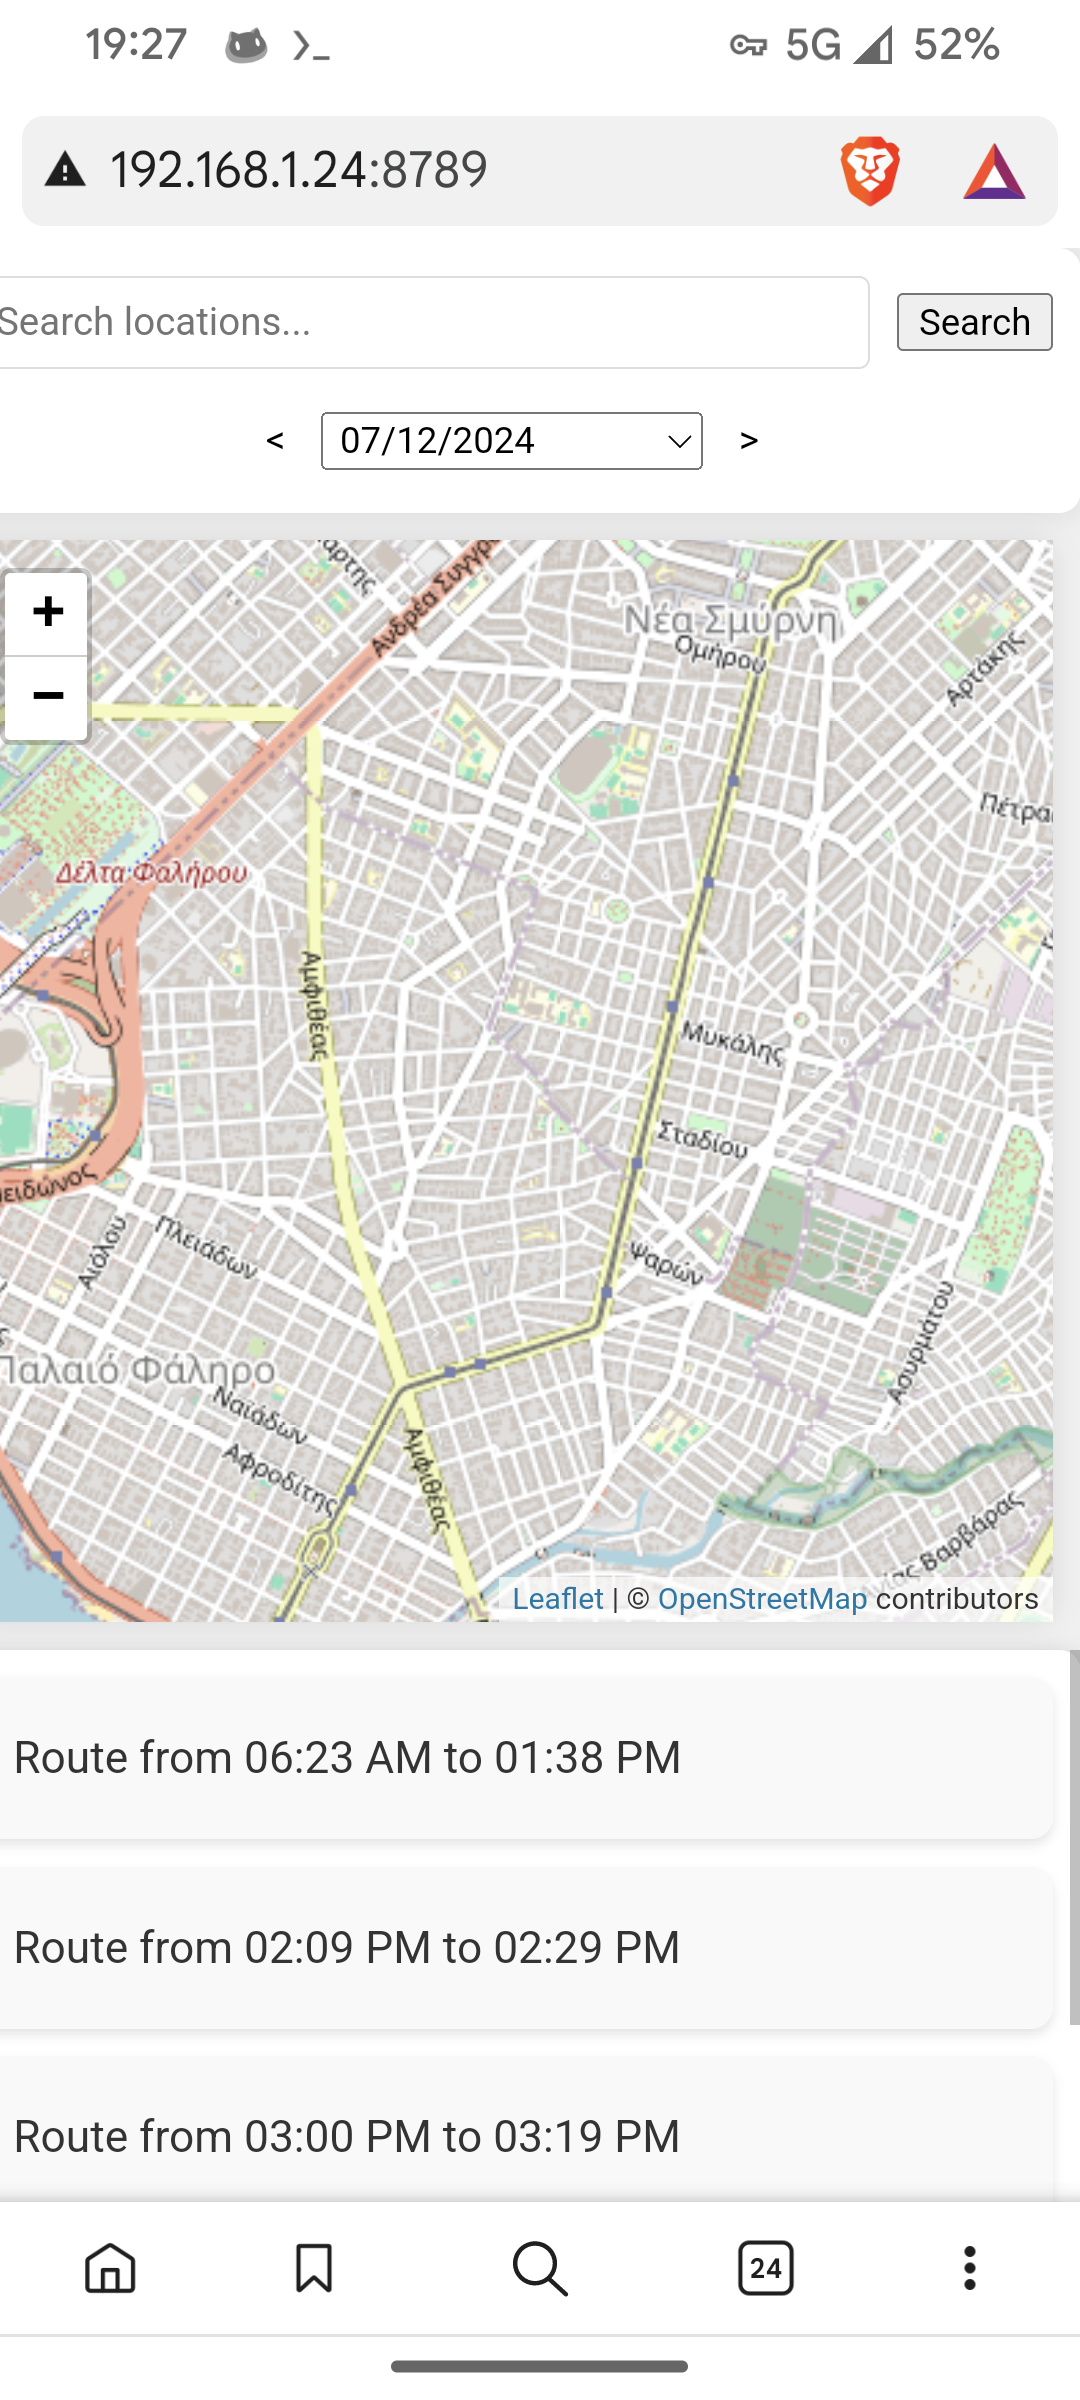 19:27
5G 52%
192.168.1.24:8789
Search locations...
Search
< 07/12/2024 >
Ανδρέα Συγγρ
Νέα Σμύρνη
Ομήρου
Αρτάκης
+
−
Πέτρα
Δέλτα Φαλήρου
Αμφιθέας
Μυκάλης
Σταδίου
Πλειάδων
Αιόλου
Ψαρών
Παλαιό Φάληρο
Ναιάδων
Αφροδίτης
Αμφιθέας
ας Βαρβάρας
Leaflet | © OpenStreetMap contributors
Route from 06:23 AM to 01:38 PM
Route from 02:09 PM to 02:29 PM
Route from 03:00 PM to 03:19 PM
24